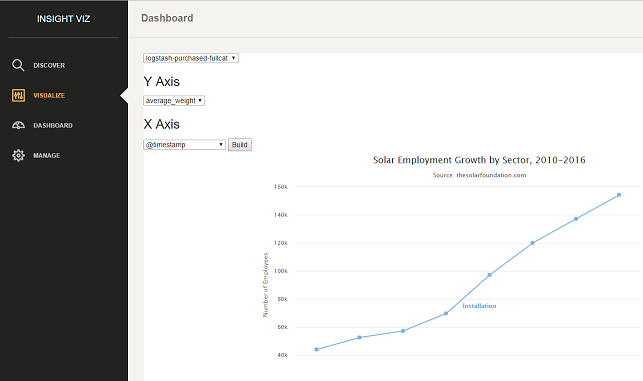 INSIGHT VIZ
Dashboard
DISCOVER
VISUALIZE
DASHBOARD
MANAGE
logstash-purchased-fullcat
Y Axis
average_weight
X Axis
@timestamp
Build
Solar Employment Growth by Sector, 2010-2016
Source: thesolarfoundation.com
Number of Employees
160k
140k
120k
100k
80k
60k
40k
Installation